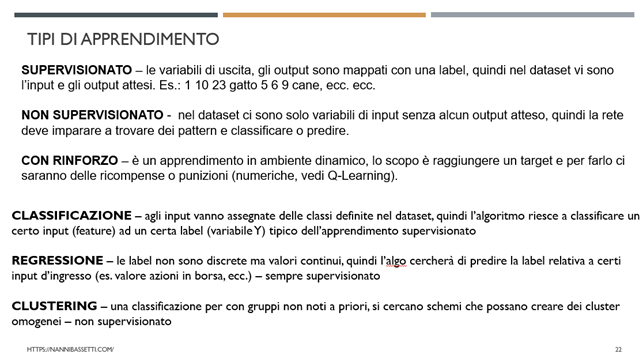 TIPI DI APPRENDIMENTO
SUPERVISIONATO – le variabili di uscita, gli output sono mappati con una label, quindi nel dataset vi sono
l'input e gli output attesi. Es.: 1 10 23 gatto 5 6 9 cane, ecc. ecc.
NON SUPERVISIONATO - nel dataset ci sono solo variabili di input senza alcun output atteso, quindi la rete
deve imparare a trovare dei pattern e classificare o predire.
CON RINFORZO – è un apprendimento in ambiente dinamico, lo scopo è raggiungere un target e per farlo ci
saranno delle ricompense o punizioni (numeriche, vedi Q-Learning).
CLASSIFICAZIONE – agli input vanno assegnate delle classi definite nel dataset, quindi l'algoritmo riesce a classificare un
certo input (feature) ad un certa label (variabile Y) tipico dell'apprendimento supervisionato
REGRESSIONE – le label non sono discrete ma valori continui, quindi l'algo cercherà di predire la label relativa a certi
input d'ingresso (es. valore azioni in borsa, ecc.) – sempre supervisionato
CLUSTERING – una classificazione per con gruppi non noti a priori, si cercano schemi che possano creare dei cluster
omogenei – non supervisionato
HTTPS://NANNIBASSETTI.COM/
22